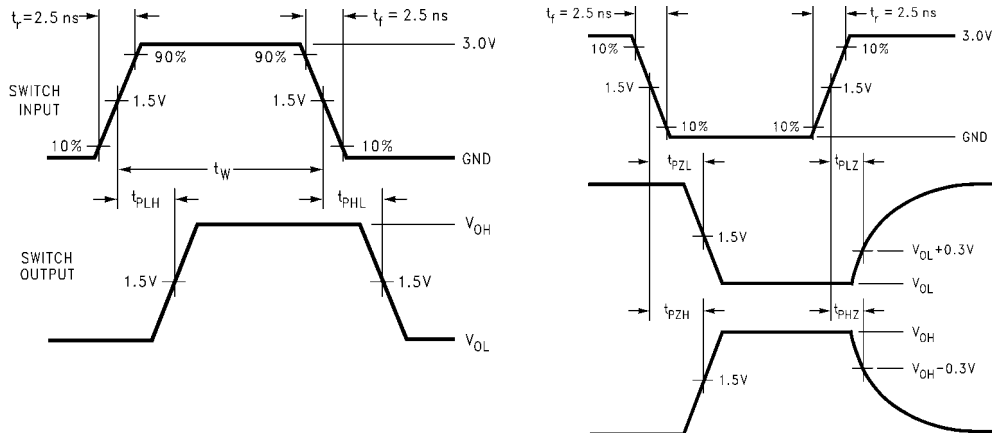 tr=2.5 ns
tf=2.5 ns
3.0V
90%
90%
SWITCH
INPUT
1.5V
1.5V
10%
10%
GND
tW
tPLH
tPHL
VOH
SWITCH
OUTPUT
1.5V
1.5V
VOL
tf=2.5 ns
tr=2.5 ns
3.0V
10%
10%
1.5V
1.5V
10%
10%
GND
tPZL
tPLZ
1.5V
VOL+0.3V
VOL
tPZH
tPHZ
VOH
VOH−0.3V
1.5V